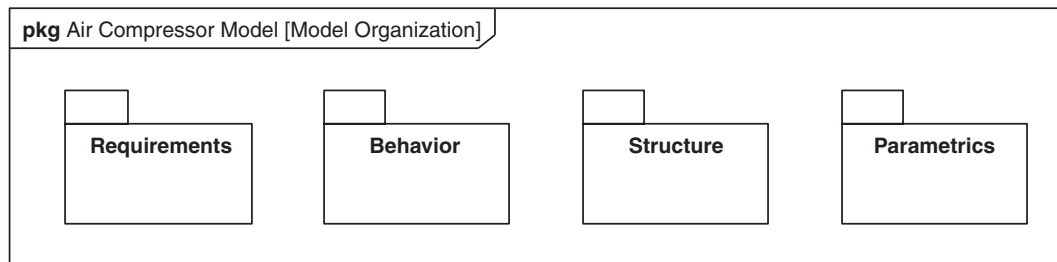 pkg Air Compressor Model [Model Organization]
Requirements
Behavior
Structure
Parametrics